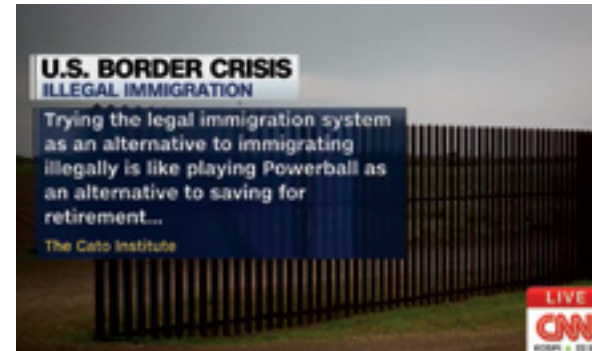 U.S. BORDER CRISIS
ILLEGAL IMMIGRATION
Trying the legal immigration system
as an alternative to immigrating
illegally is like playing Powerball as
an alternative to saving for
retirement...
The Cato Institute
LIVE
CNN
KOSPI